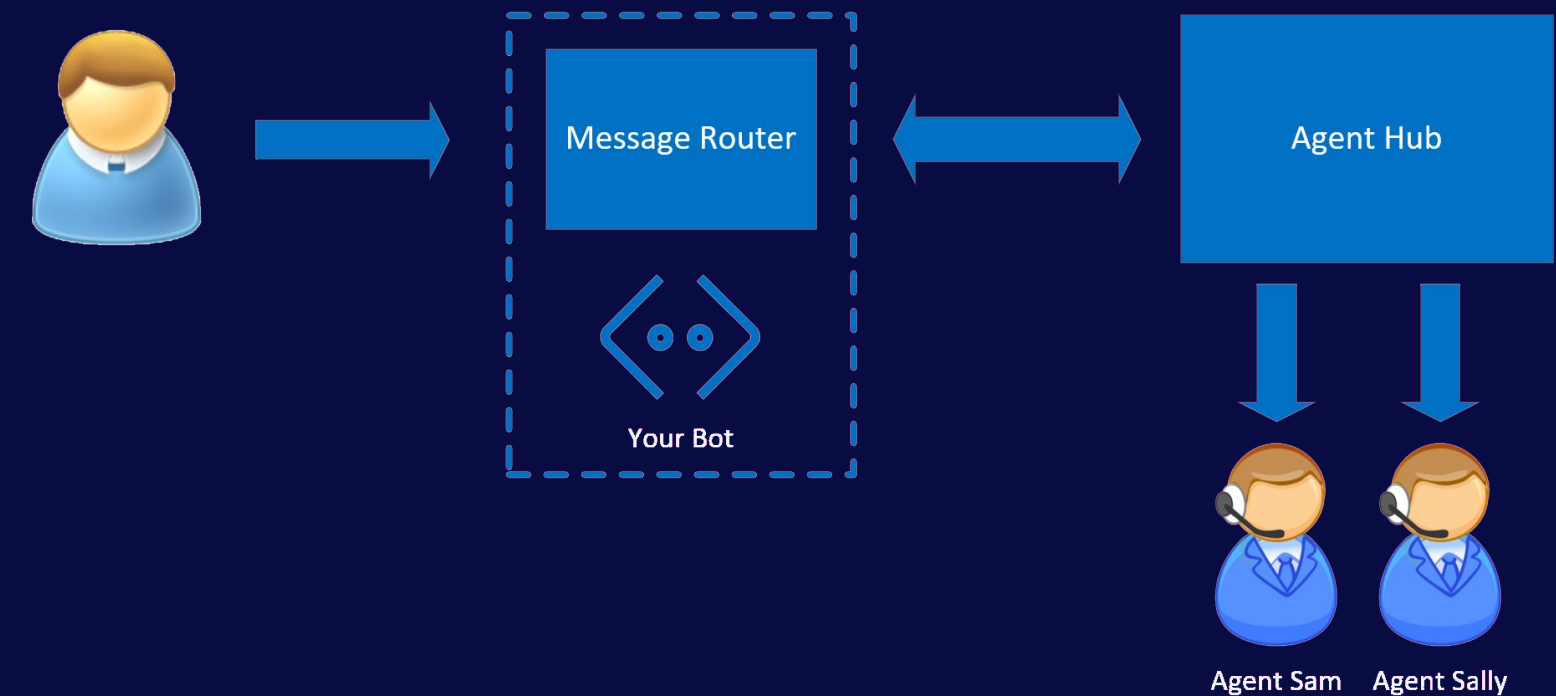 Message Router
Agent Hub
Your Bot
Agent Sam
Agent Sally